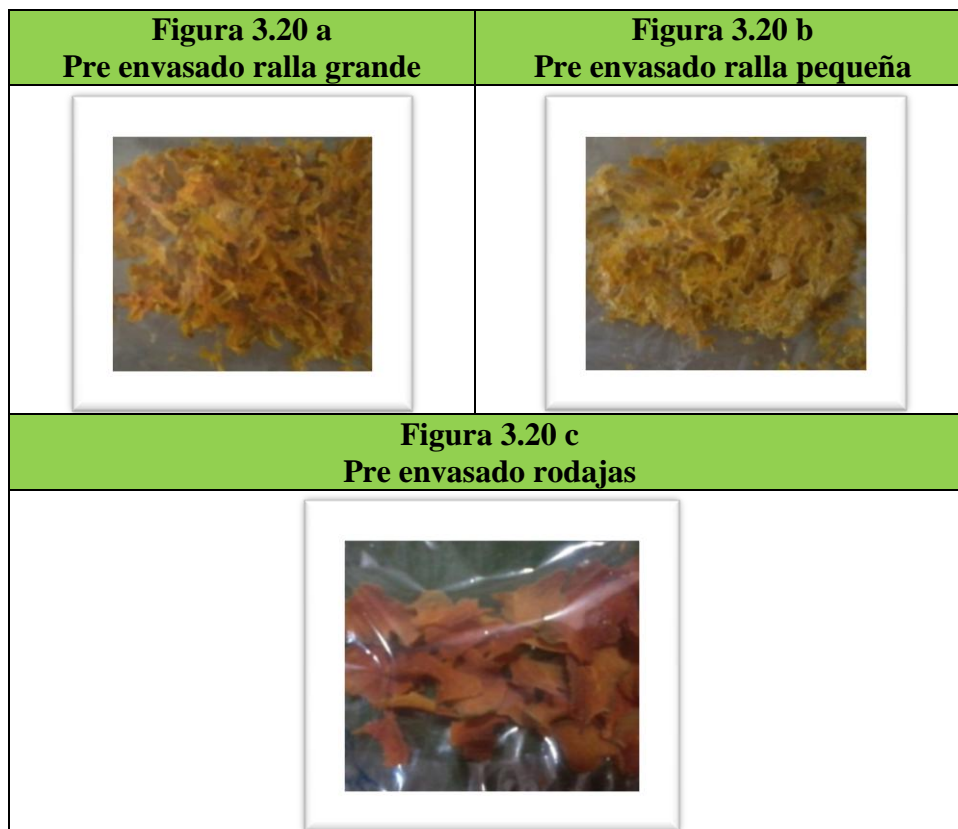 Figura 3.20 a
Pre envasado ralla grande
Figura 3.20 b
Pre envasado ralla pequeña
Figura 3.20 c
Pre envasado rodajas